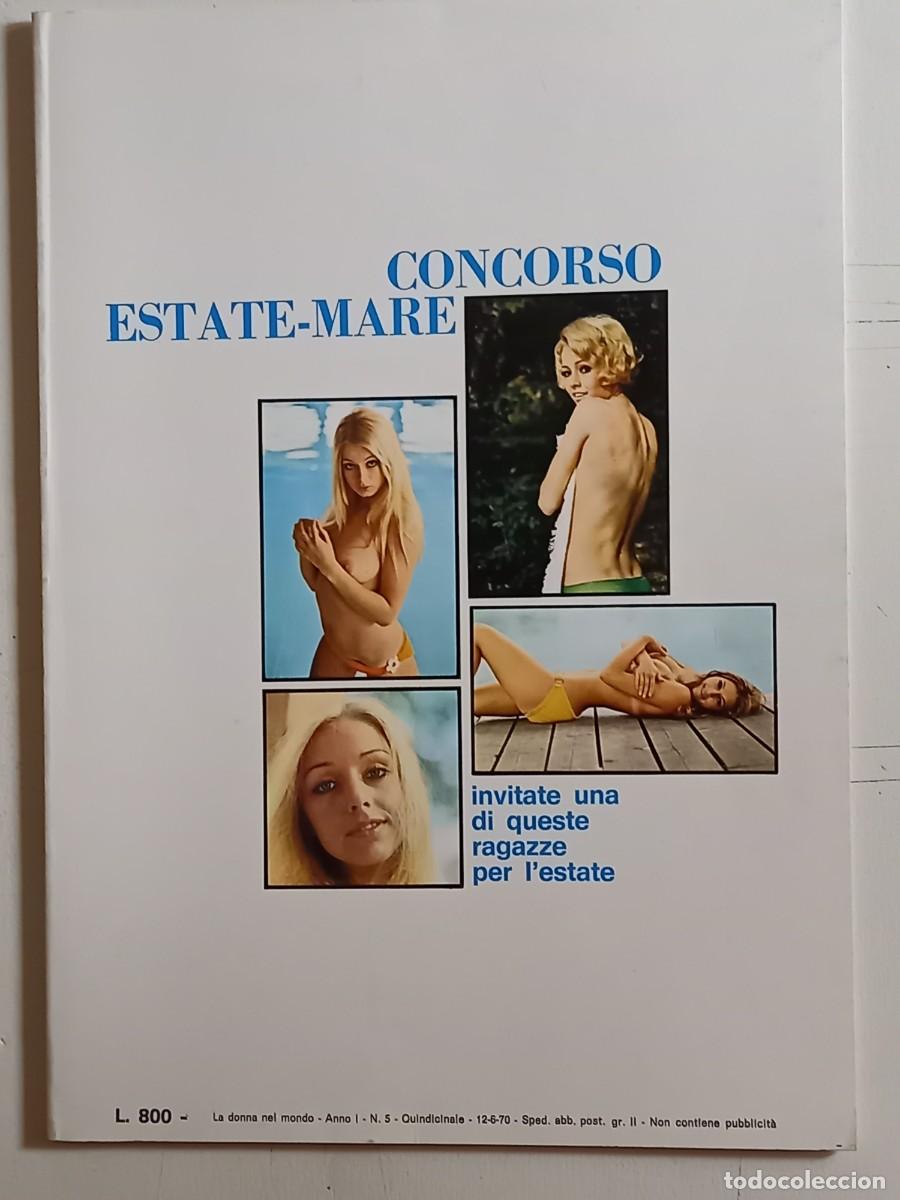 CONCORSO
ESTATE-MARE
invitate una
di queste
ragazze
per l'estate
L. 800 - La donna nel mondo - Anno I - N. 5 - Quindicinale - 12-6-70 - Sped. abb. post. gr. II - Non contiene pubblicità
todocoleccion